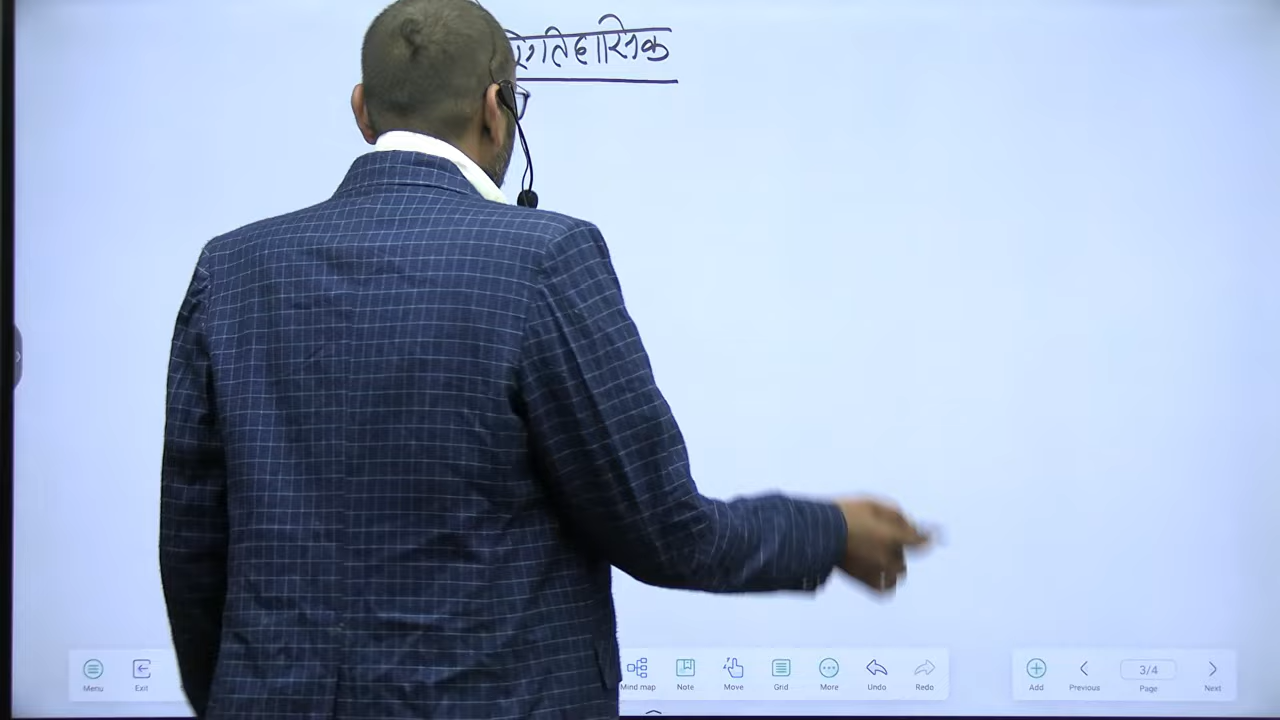 Menu
Exit
Mind map
Note
Move
Grid
More
Undo
Redo
Add
Previous
3/4
Page
Next